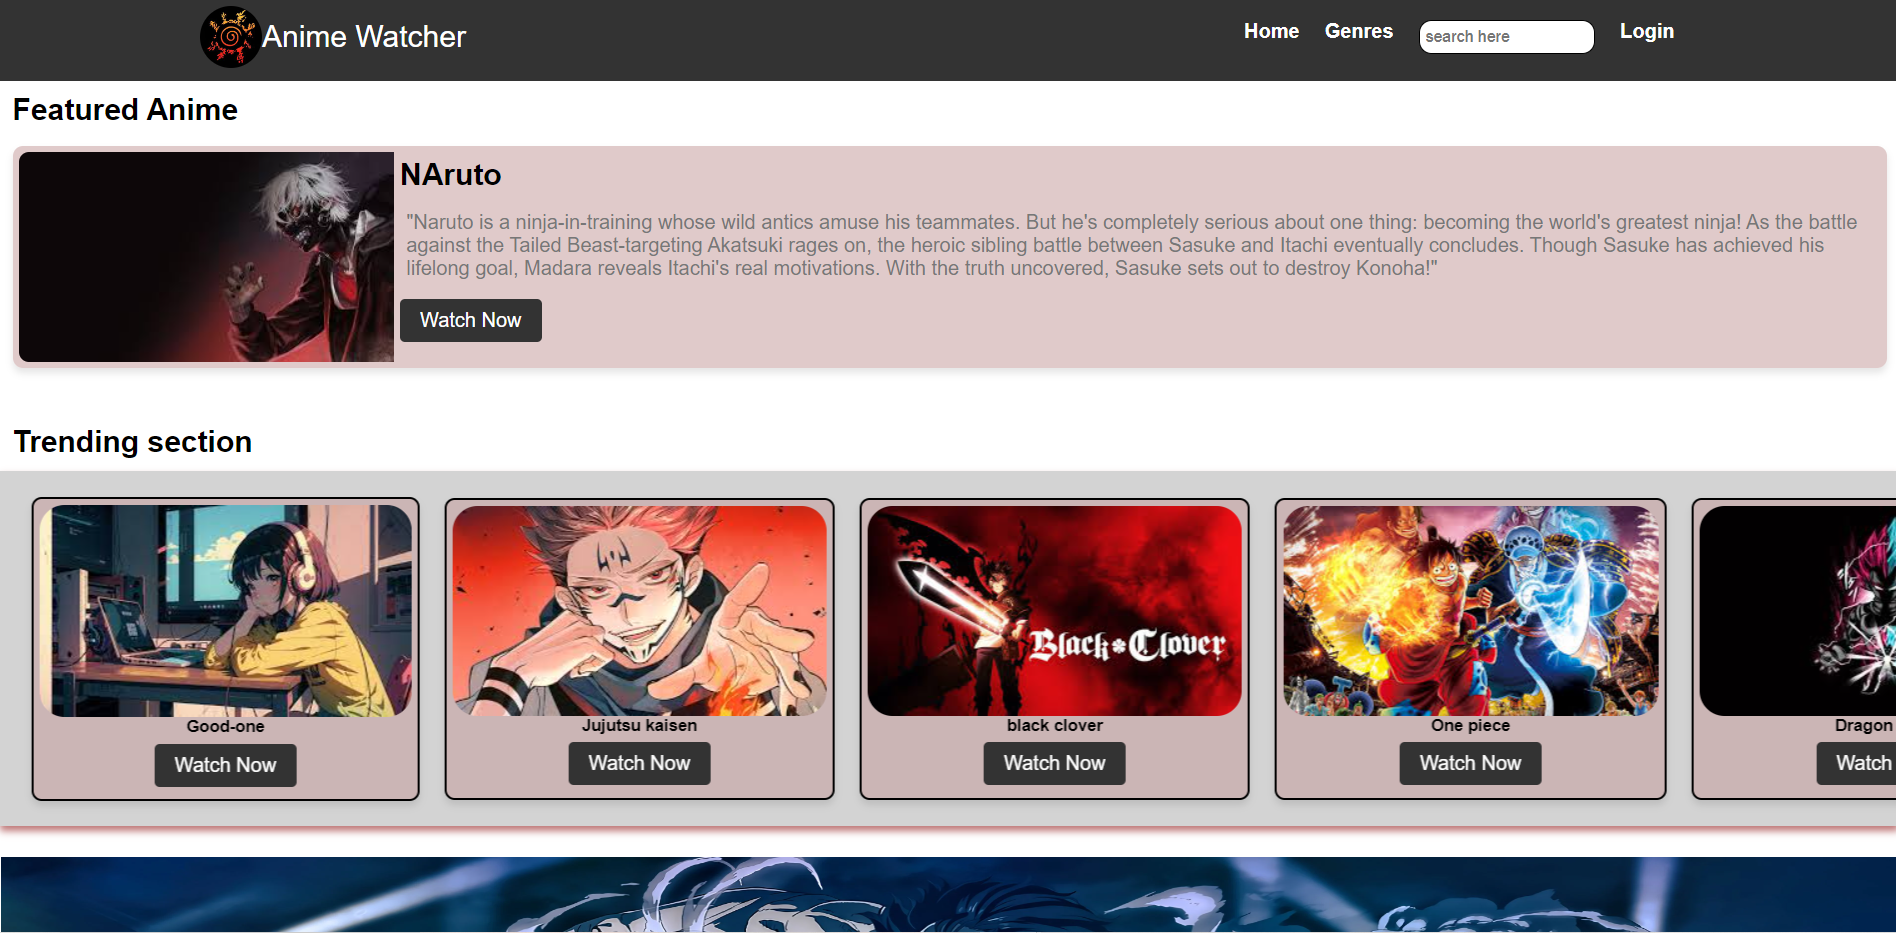 Anime Watcher
Home
Genres
search here
Login
Featured Anime
NAruto
"Naruto is a ninja-in-training whose wild antics amuse his teammates. But he's completely serious about one thing: becoming the world's greatest ninja! As the battle
against the Tailed Beast-targeting Akatsuki rages on, the heroic sibling battle between Sasuke and Itachi eventually concludes. Though Sasuke has achieved his
lifelong goal, Madara reveals Itachi's real motivations. With the truth uncovered, Sasuke sets out to destroy Konoha!"
Watch Now
Trending section
Good-one
Watch Now
Jujutsu kaisen
Watch Now
Black*Clover
black clover
Watch Now
One piece
Watch Now
Dragon
Watch